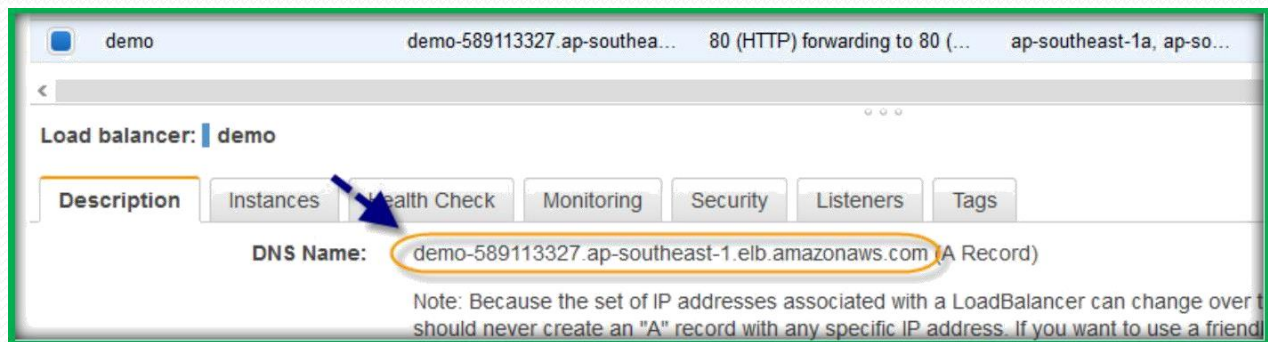 demo demo-589113327.ap-southea... 80 (HTTP) forwarding to 80 (... ap-southeast-1a, ap-so...
Load balancer: demo
Description Instances Health Check Monitoring Security Listeners Tags
DNS Name: demo-589113327.ap-southeast-1.elb.amazonaws.com (A Record)
Note: Because the set of IP addresses associated with a LoadBalancer can change over
should never create an "A" record with any specific IP address. If you want to use a